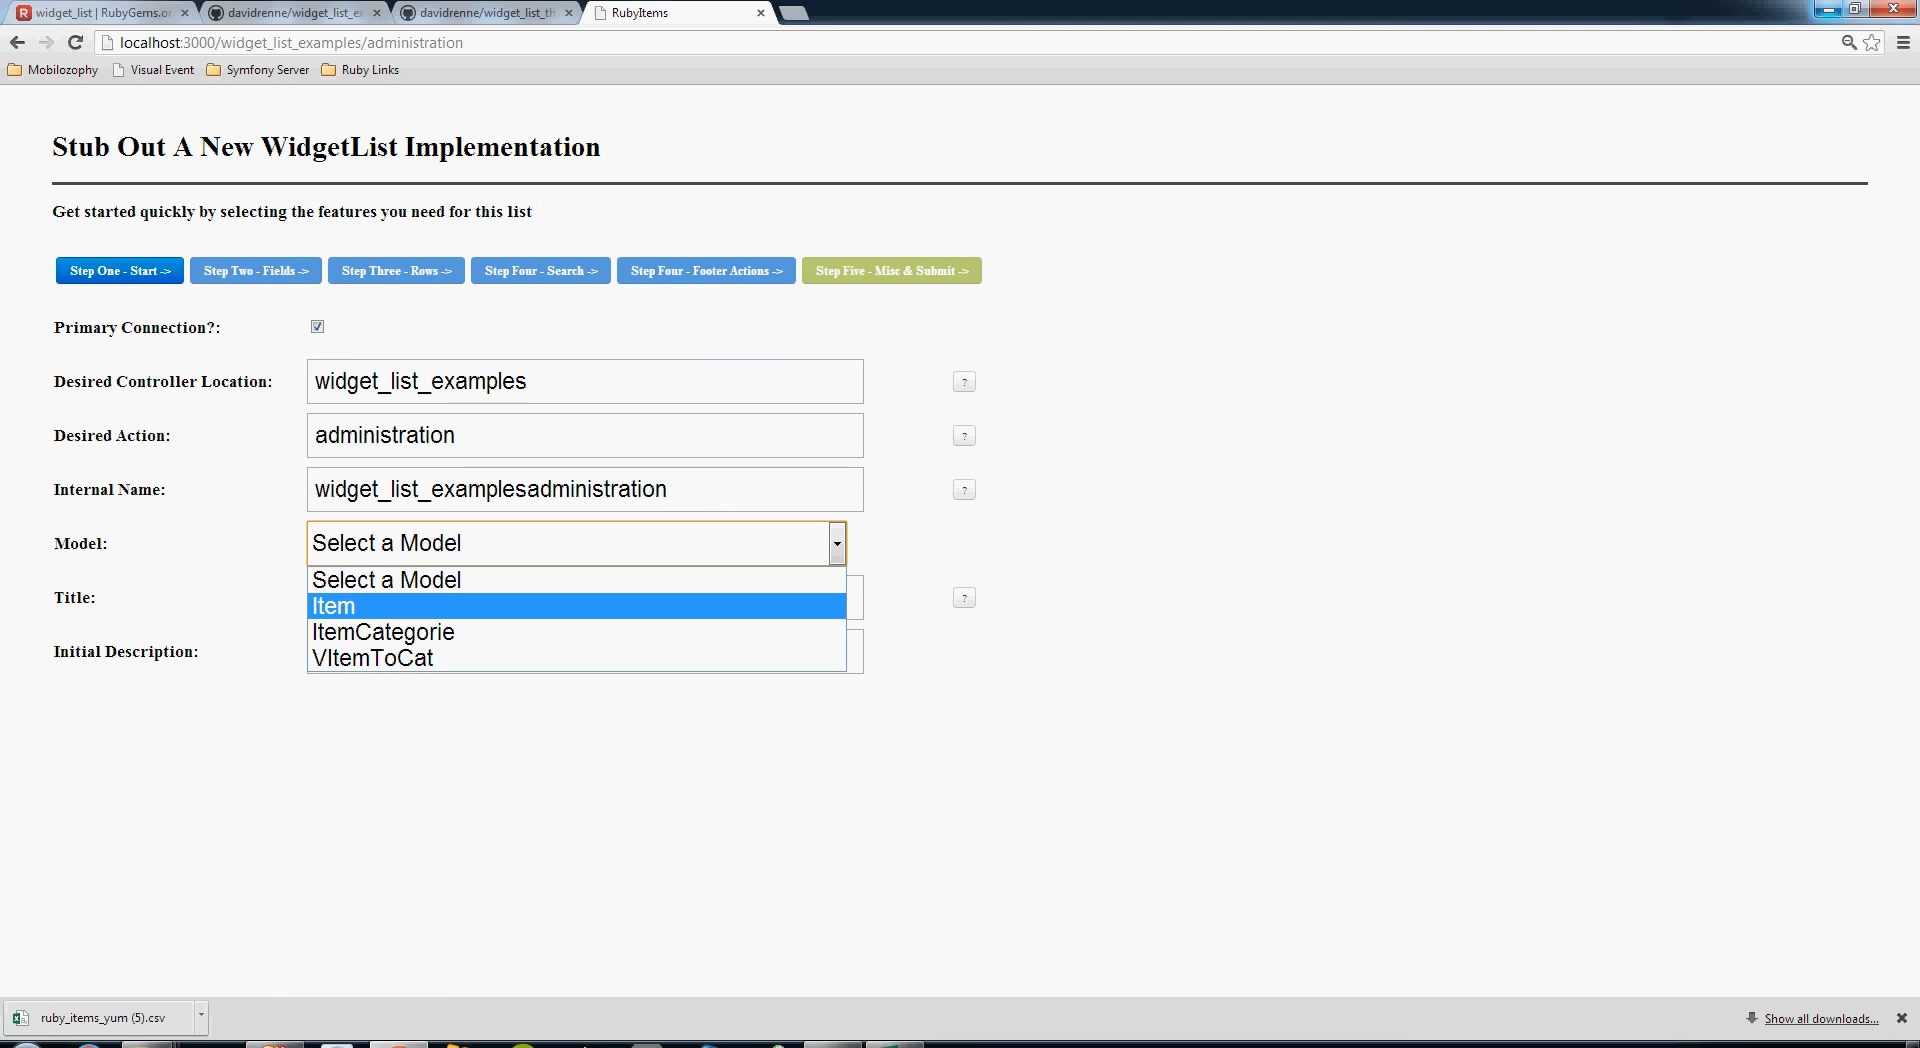 widget_list | RubyGems.or
davidrenne/widget_list_ex
davidrenne/widget_list_th
RubyItems
localhost:3000/widget_list_examples/administration
Mobilozophy
Visual Event
Symfony Server
Ruby Links
Stub Out A New WidgetList Implementation
Get started quickly by selecting the features you need for this list
Step One - Start ->
Step Two - Fields ->
Step Three - Rows ->
Step Four - Search ->
Step Four - Footer Actions ->
Step Five - Misc & Submit ->
Primary Connection?:
Desired Controller Location: widget_list_examples ?
Desired Action: administration ?
Internal Name: widget_list_examplesadministration ?
Model: Select a Model
Select a Model
Title: ?
Item
ItemCategorie
Initial Description:
VItemToCat
ruby_items_yum (5).csv
Show all downloads...